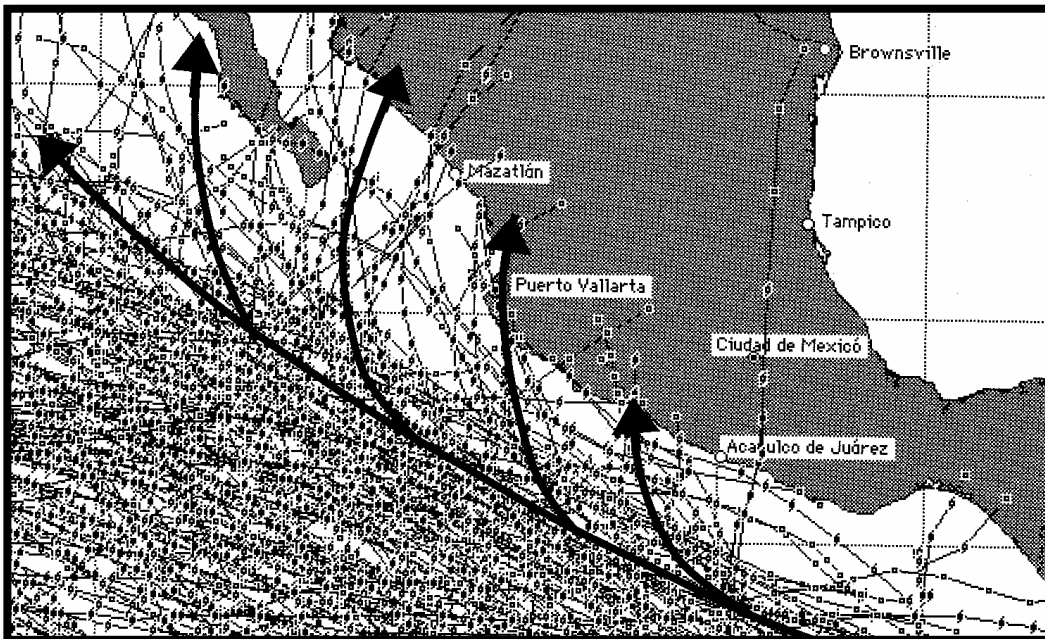 Brownsville
Mazatlán
Tampico
Puerto Vallarta
Ciudad de Mexicó
Acapulco de Juárez